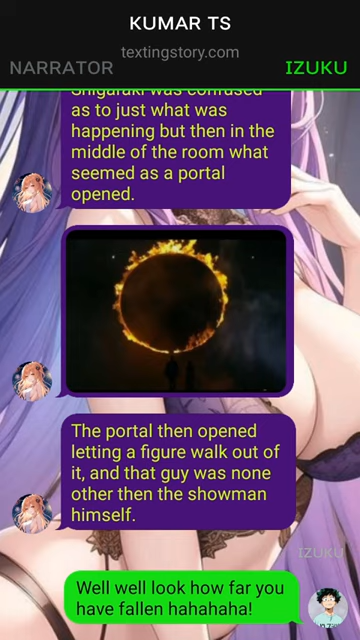 KUMAR TS
textingstory.com
NARRATOR
IZUKU
Shigaraki was confused
as to just what was
happening but then in the
middle of the room what
seemed as a portal
opened.
The portal then opened
letting a figure walk out of
it, and that guy was none
other then the showman
himself.
IZUKU
Well well look how far you
have fallen hahahaha!